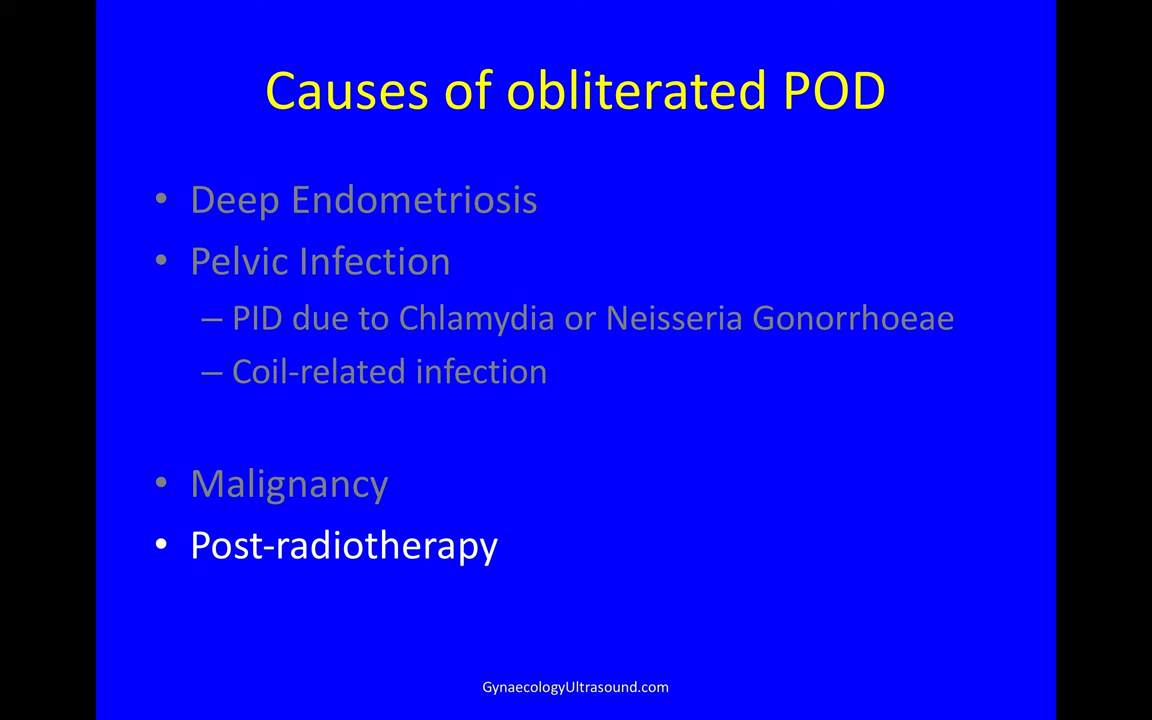 Causes of obliterated POD
• Deep Endometriosis
• Pelvic Infection
– PID due to Chlamydia or Neisseria Gonorrhoeae
– Coil-related infection
• Malignancy
• Post-radiotherapy
GynaecologyUltrasound.com